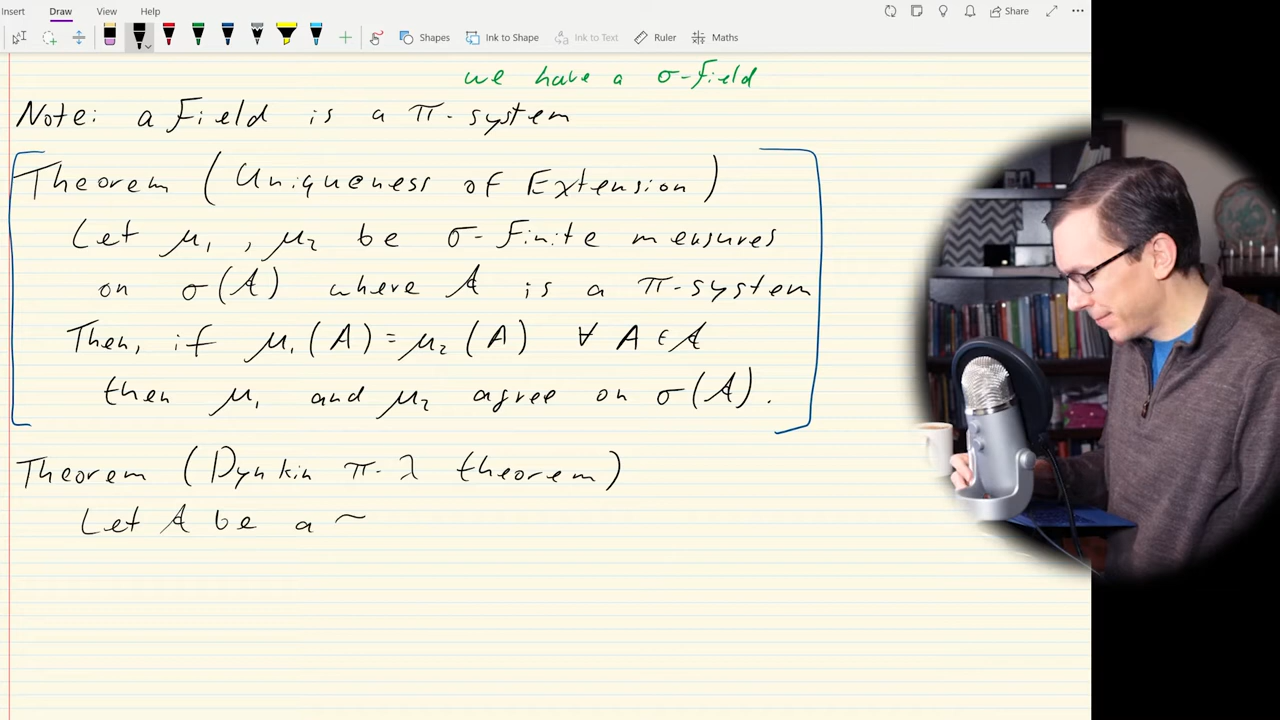 Insert Draw View Help
Share
Shapes Ink to Shape Ink to Text Ruler Maths
we have a σ-field
Note: a Field is a π-system
Theorem (Uniqueness of Extension)
Let μ₁, μ₂ be σ-finite measures
on σ(A) where A is a π-system
Then, if μ₁(A) = μ₂(A) ∀ A ∈ A
then μ₁ and μ₂ agree on σ(A).
Theorem (Dynkin π-λ theorem)
Let A be a